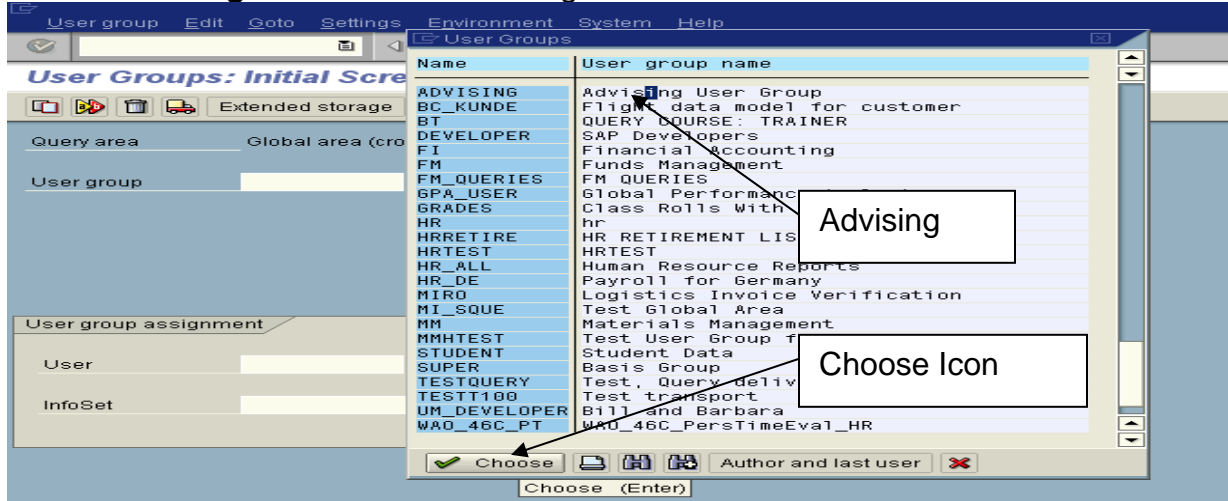 User group Edit Goto Settings Environment System Help
User Groups
User Groups: Initial Scre
Extended storage
Query area Global area (cro
User group
User group assignment
User
InfoSet
Name User group name
ADVISING Advising User Group
BC_KUNDE Flight data model for customer
BT QUERY COURSE: TRAINER
DEVELOPER SAP Developers
FI Financial Accounting
FM Funds Management
FM_QUERIES FM QUERIES
GPA_USER Global Performanc
GRADES Class Rolls With
HR hr
HRRETIRE HR RETIREMENT LIS
HRTEST HRTEST
HR_ALL Human Resource Reports
HR_DE Payroll for Germany
MIRO Logistics Invoice Verification
MI_SQUE Test Global Area
MM Materials Management
MMHTEST Test User Group f
STUDENT Student Data
SUPER Basis Group
TESTQUERY Test, Query deliv
TESTT100 Test transport
UM_DEVELOPER Bill and Barbara
WAO_46C_PT WAO_46C_PersTimeEval_HR
Advising
Choose Icon
Choose Author and last user
Choose (Enter)